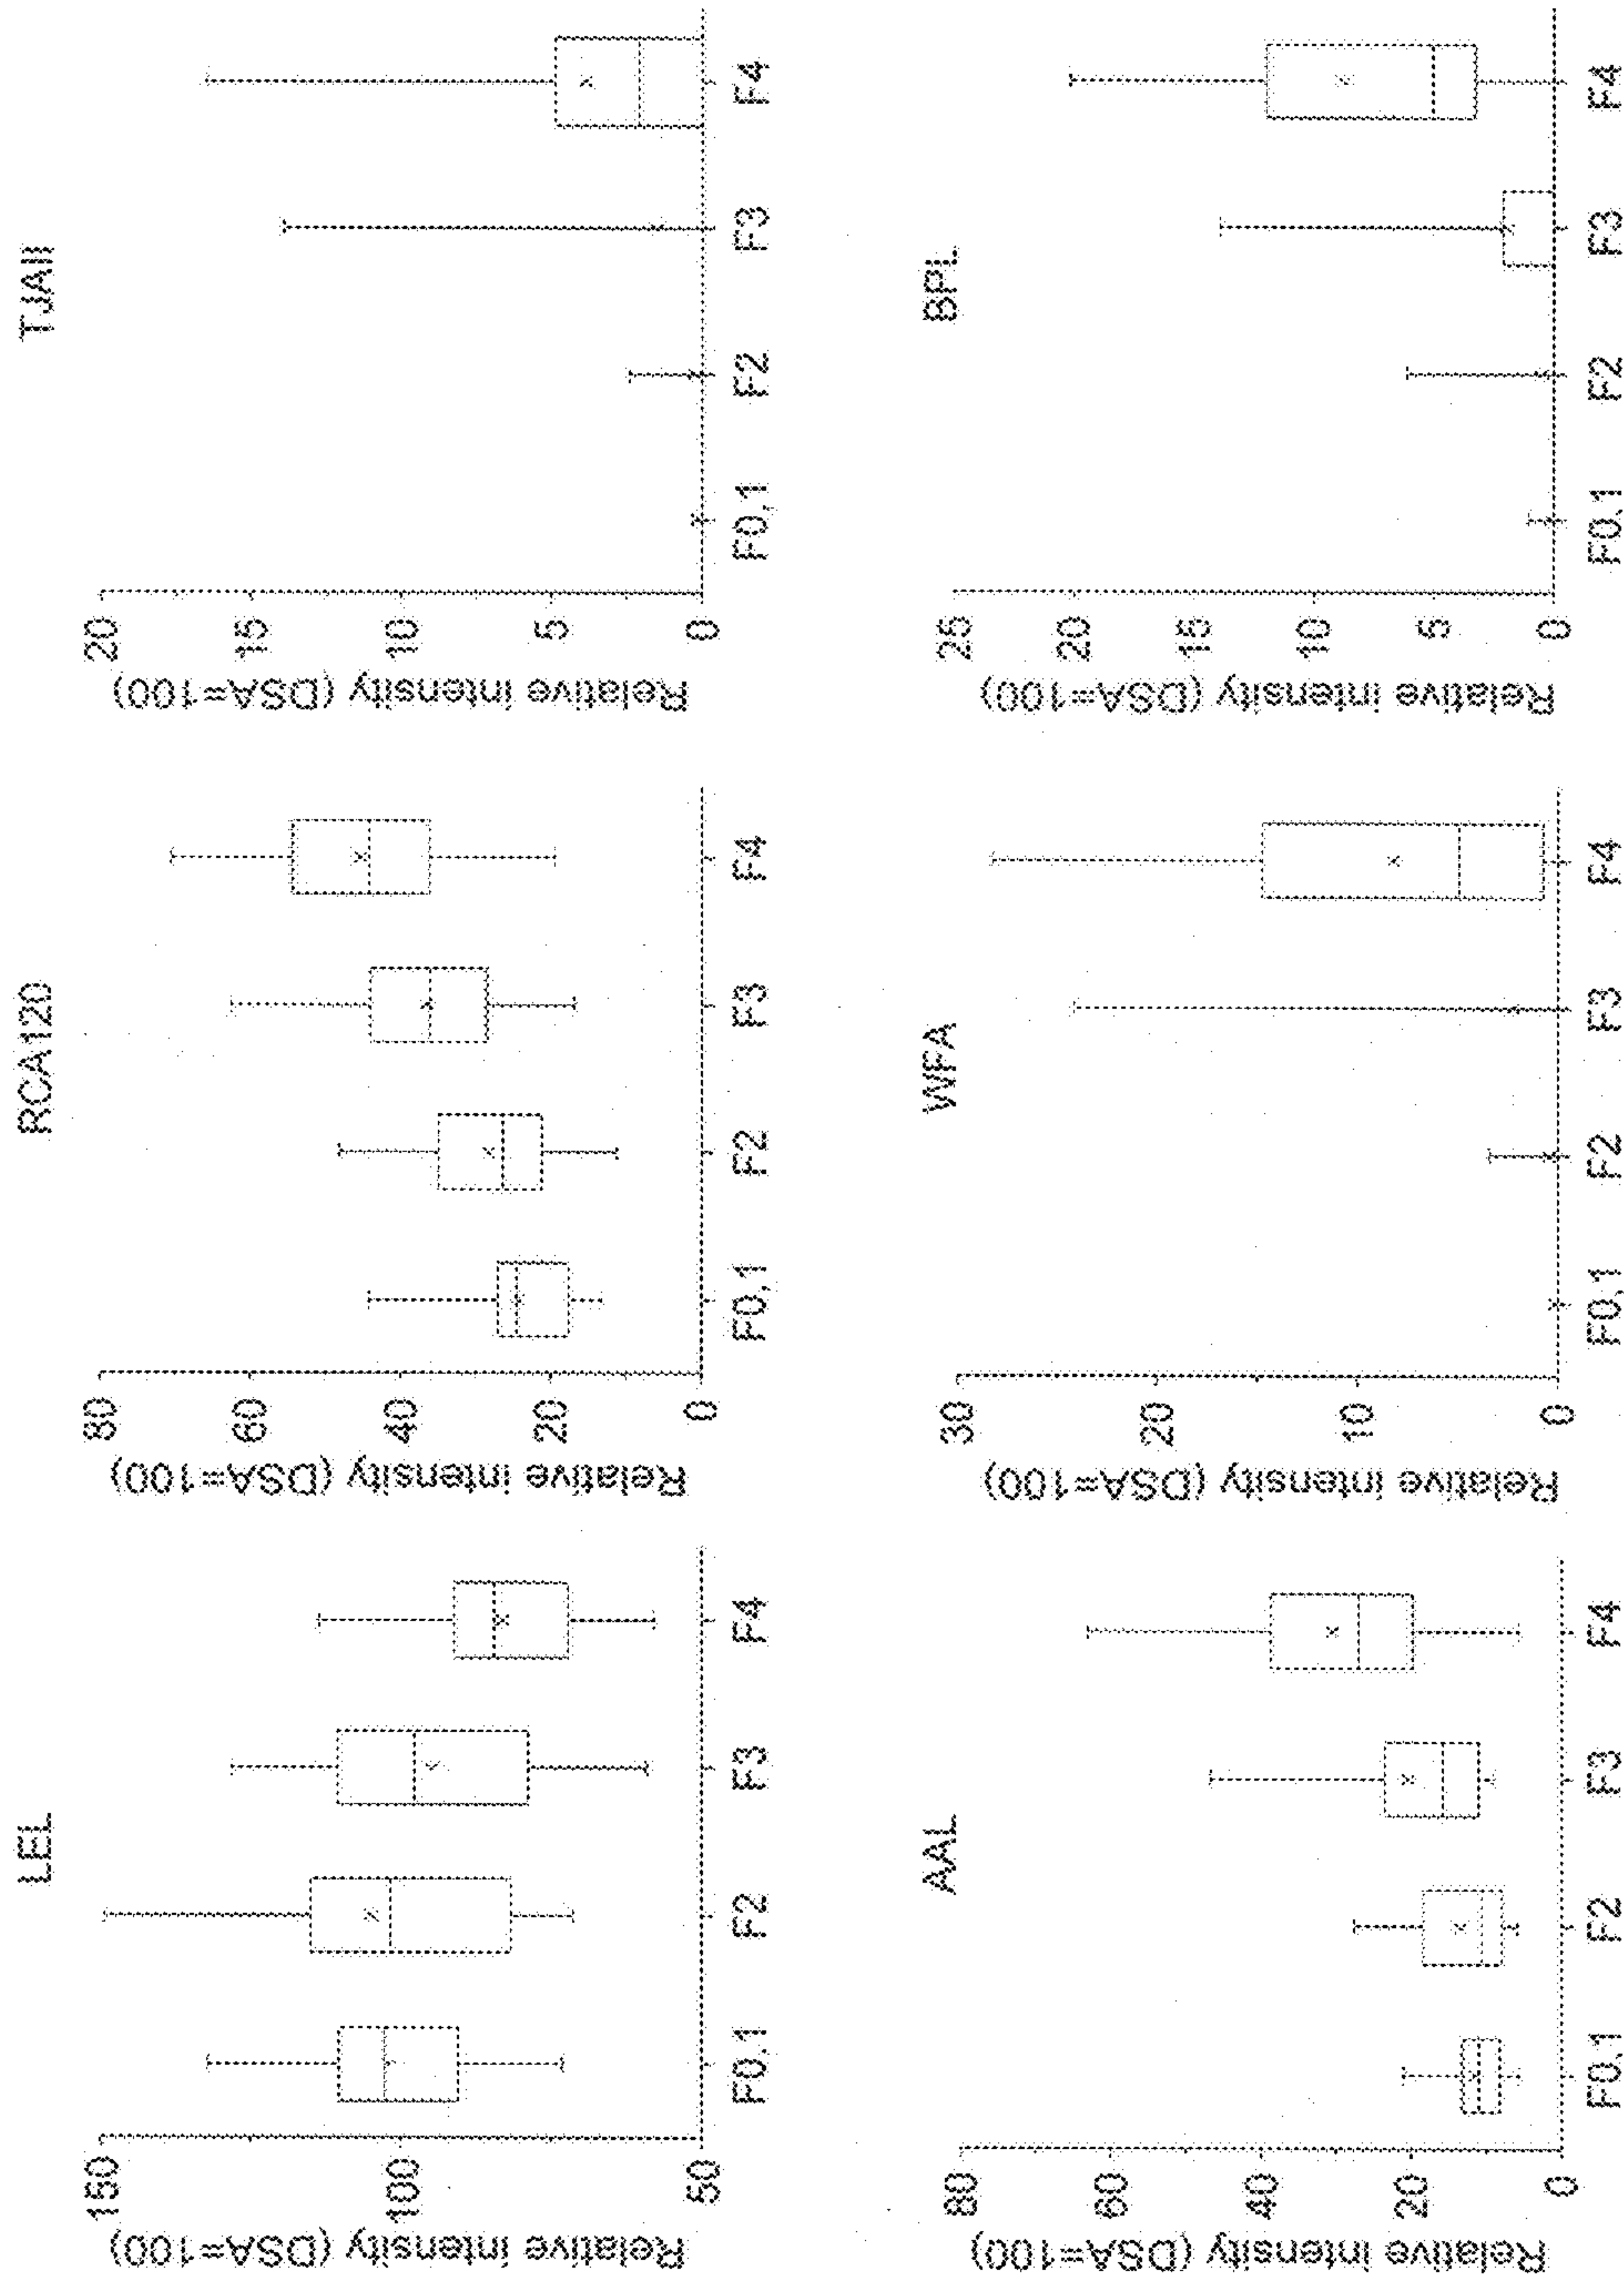 LEL
Relative intensity (DSA=100)
150
100
50
F0,1 F2 F3 F4
RCA120
Relative intensity (DSA=100)
80
60
40
20
0
F0,1 F2 F3 F4
TJAII
Relative intensity (DSA=100)
20
15
10
5
0
F0,1 F2 F3 F4
AAL
Relative intensity (DSA=100)
80
60
40
20
0
F0,1 F2 F3 F4
WFA
Relative intensity (DSA=100)
30
20
10
0
F0,1 F2 F3 F4
BPL
Relative intensity (DSA=100)
25
20
15
10
5
0
F0,1 F2 F3 F4